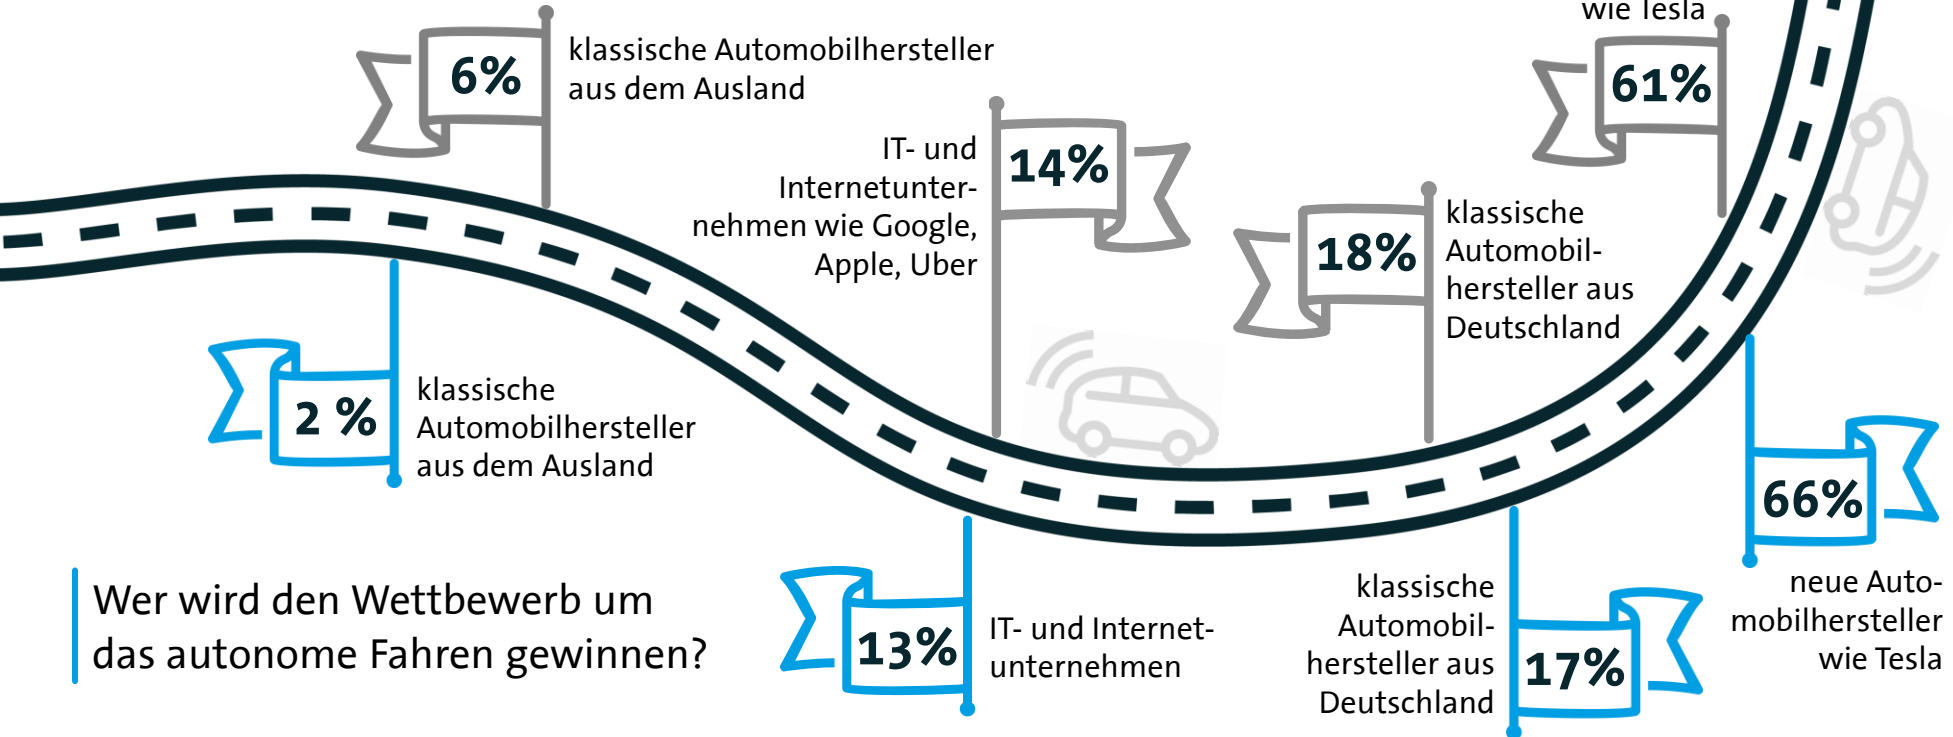 wie Tesla
61%
6%
klassische Automobilhersteller
aus dem Ausland
14%
IT- und
Internetunter-
nehmen wie Google,
Apple, Uber
18%
klassische
Automobil-
hersteller aus
Deutschland
2 %
klassische
Automobilhersteller
aus dem Ausland
66%
neue Auto-
mobilhersteller
wie Tesla
Wer wird den Wettbewerb um
das autonome Fahren gewinnen?
13%
IT- und Internet-
unternehmen
klassische
Automobil-
hersteller aus
Deutschland
17%